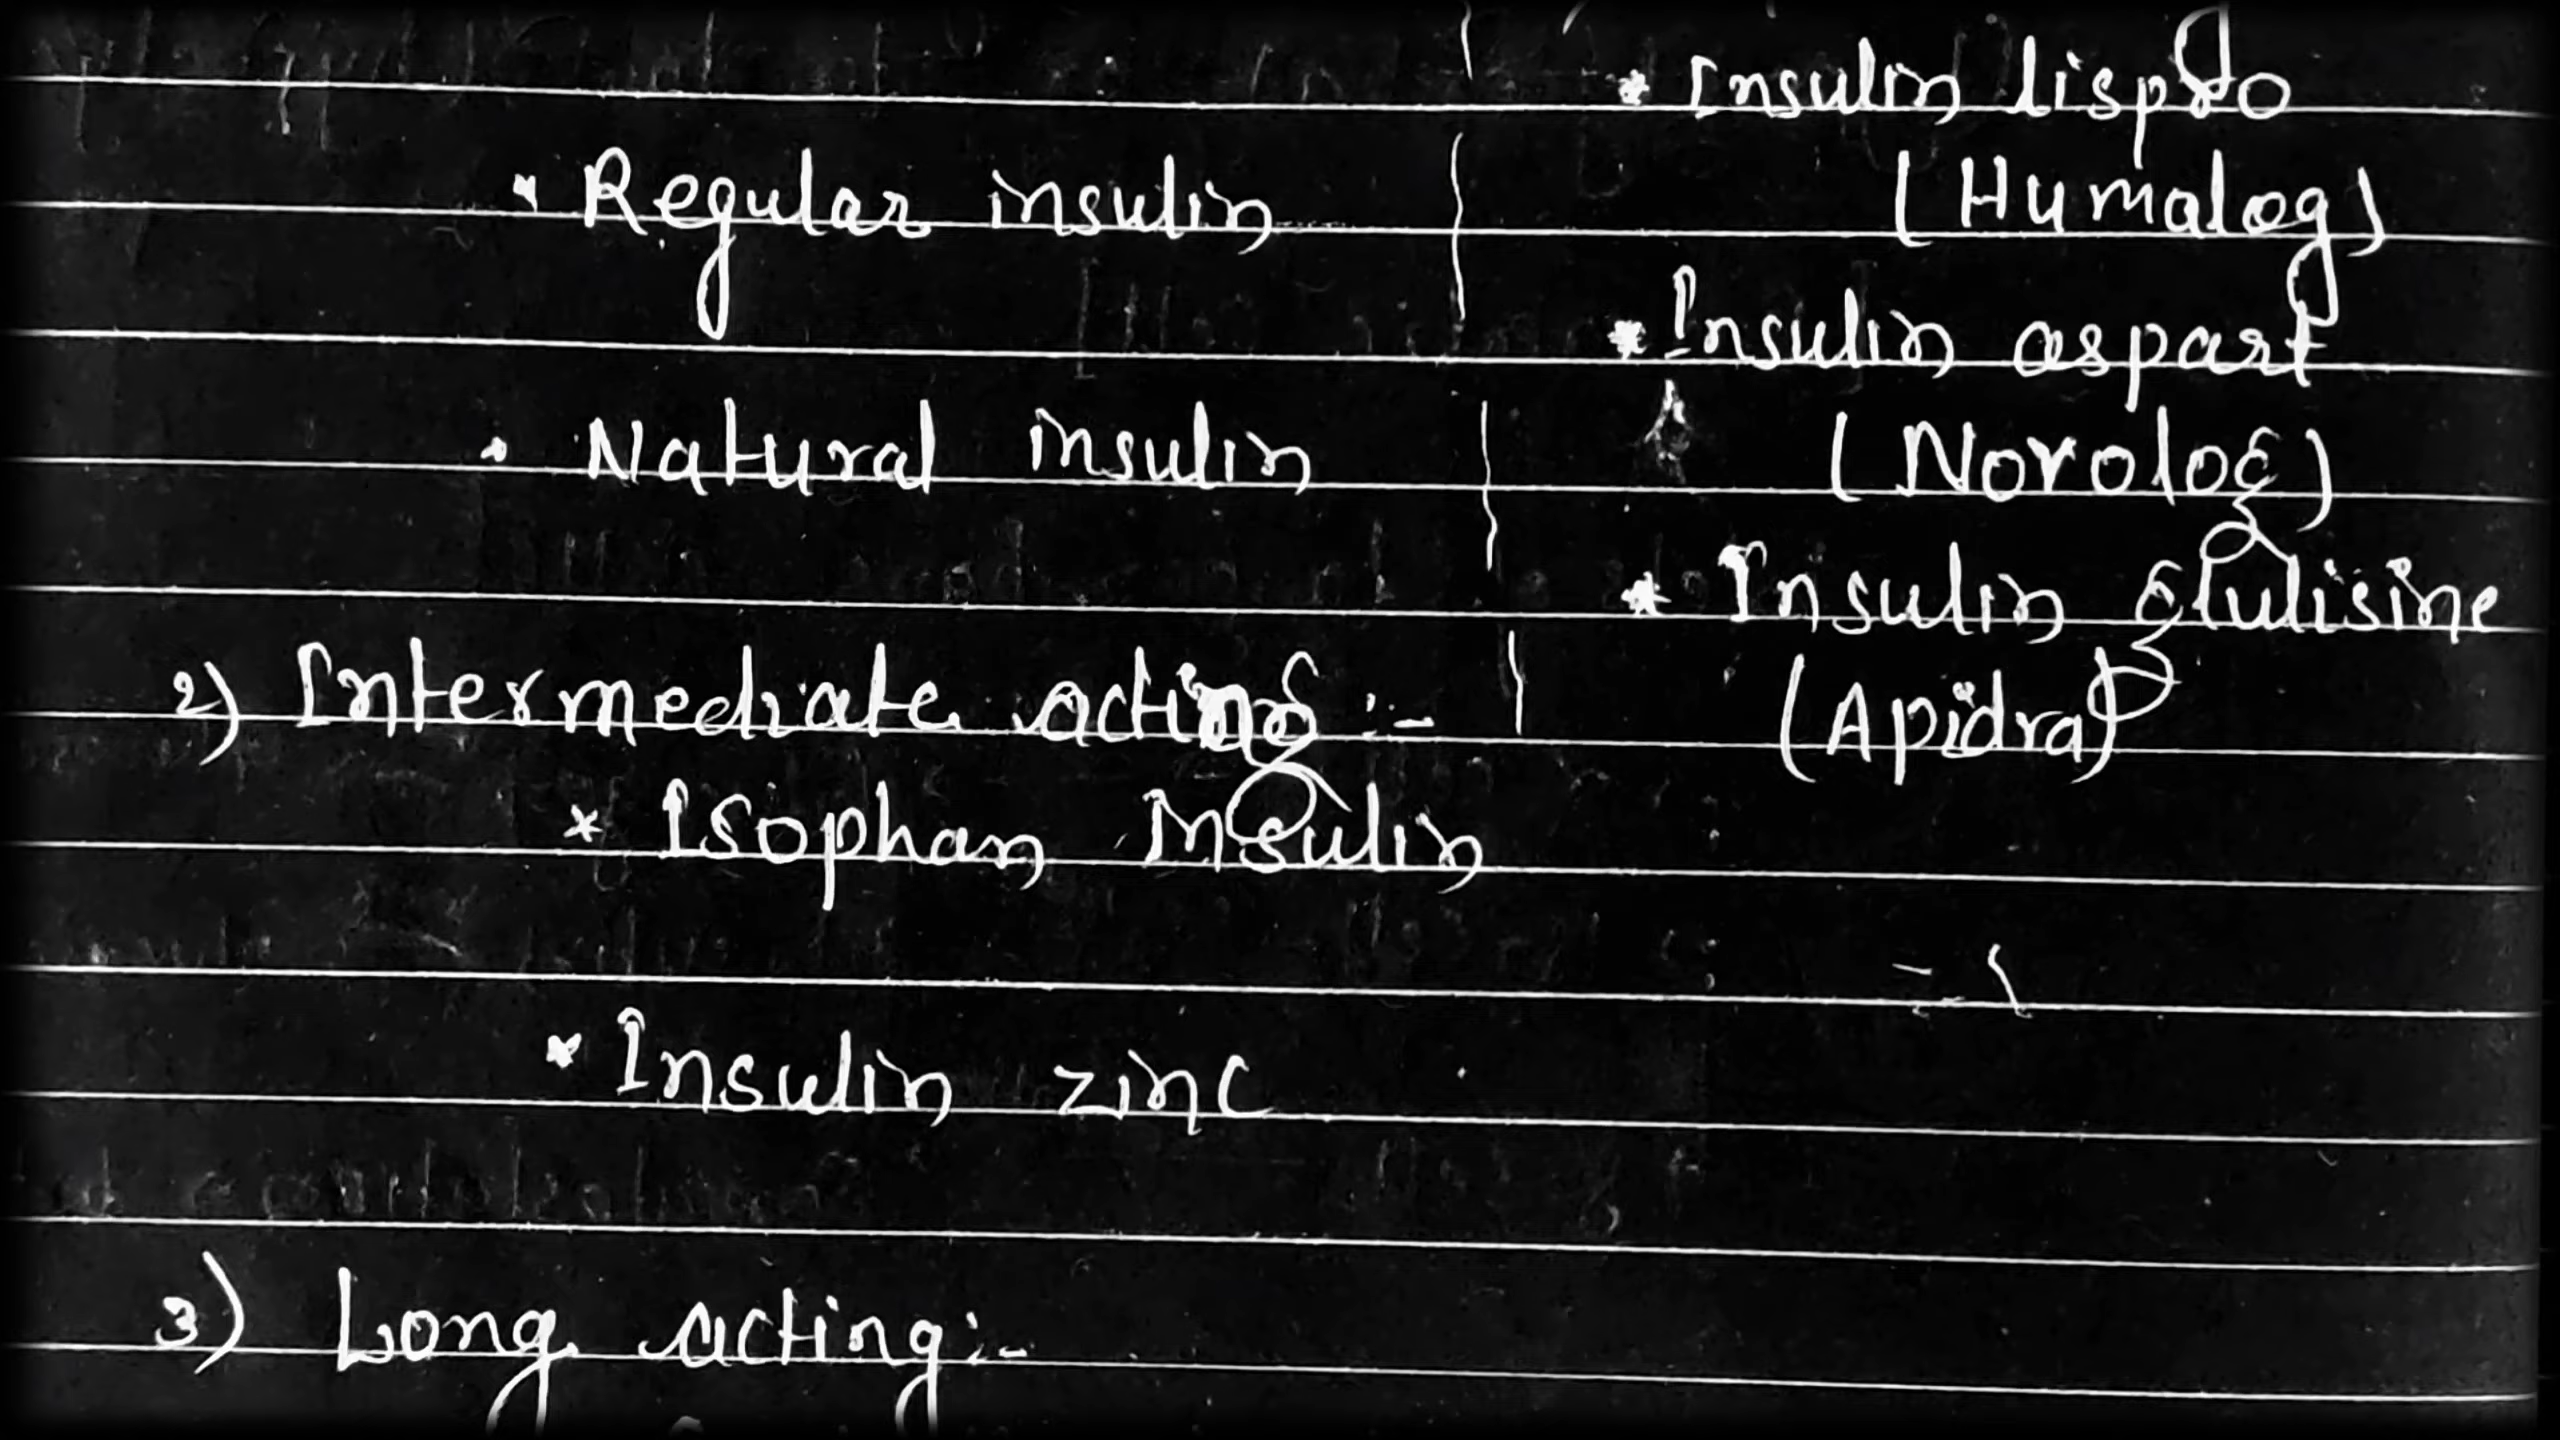 * Insulin lispro
• Regular insulin
(Humalog)
* Insulin aspart
• Natural insulin
(Novolog)
* Insulin glulisine
2) Intermediate acting :-
(Apidra)
* Isophan Insulin
* Insulin zinc
3) Long acting:-